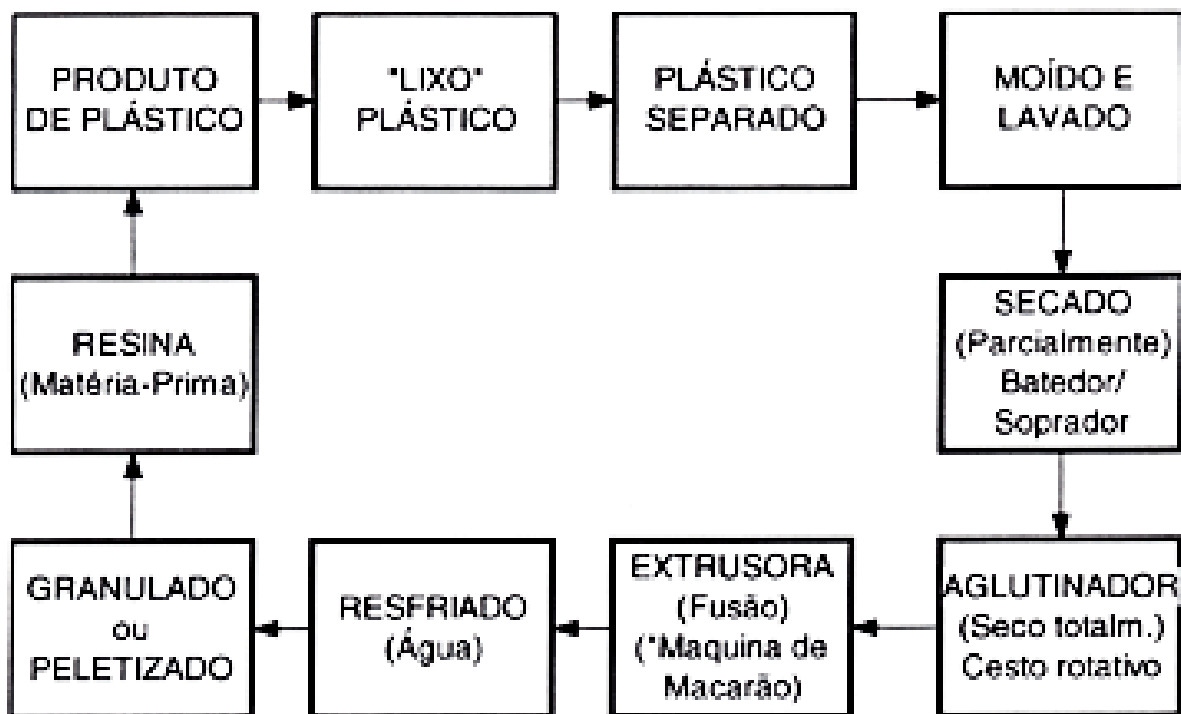 PRODUTO
DE PLÁSTICO
"LIXO"
PLÁSTICO
PLÁSTICO
SEPARADO
MOÍDO E
LAVADO
SECADO
(Parcialmente)
Batedor/
Soprador
AGLUTINADOR
(Seco totalm.)
Cesto rotativo
EXTRUSORA
(Fusão)
("Maquina de
Macarão)
RESFRIADO
(Água)
GRANULADO
ou
PELETIZADO
RESINA
(Matéria-Prima)